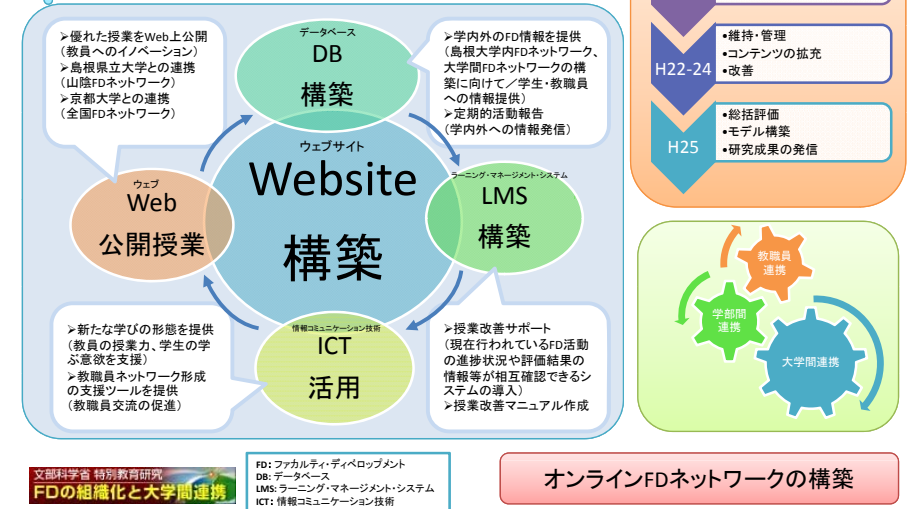 ➢優れた授業をWeb上公開
(教員へのイノベーション)
➢島根県立大学との連携
(山陰FDネットワーク)
➢京都大学との連携
(全国FDネットワーク)
データベース
DB
構築
➢学内外のFD情報を提供
(島根大学内FDネットワーク、
大学間FDネットワークの構
築に向けて／学生・教職員
への情報提供)
➢定期的活動報告
(学内外への情報発信)
ウェブサイト
Website
構築
ウェブ
Web
公開授業
ラーニング・マネージメント・システム
LMS
構築
➢新たな学びの形態を提供
(教員の授業力、学生の学
ぶ意欲を支援)
➢教職員ネットワーク形成
の支援ツールを提供
(教職員交流の促進)
情報コミュニケーション技術
ICT
活用
➢授業改善サポート
(現在行われているFD活動
の進捗状況や評価結果の
情報等が相互確認できるシ
ステムの導入)
➢授業改善マニュアル作成
H22-24
•維持・管理
•コンテンツの拡充
•改善
H25
•総括評価
•モデル構築
•研究成果の発信
教職員
連携
学部間
連携
大学間連携
文部科学省 特別教育研究
FDの組織化と大学間連携
FD: ファカルティ・ディベロップメント
DB: データベース
LMS: ラーニング・マネージメント・システム
ICT: 情報コミュニケーション技術
オンラインFDネットワークの構築